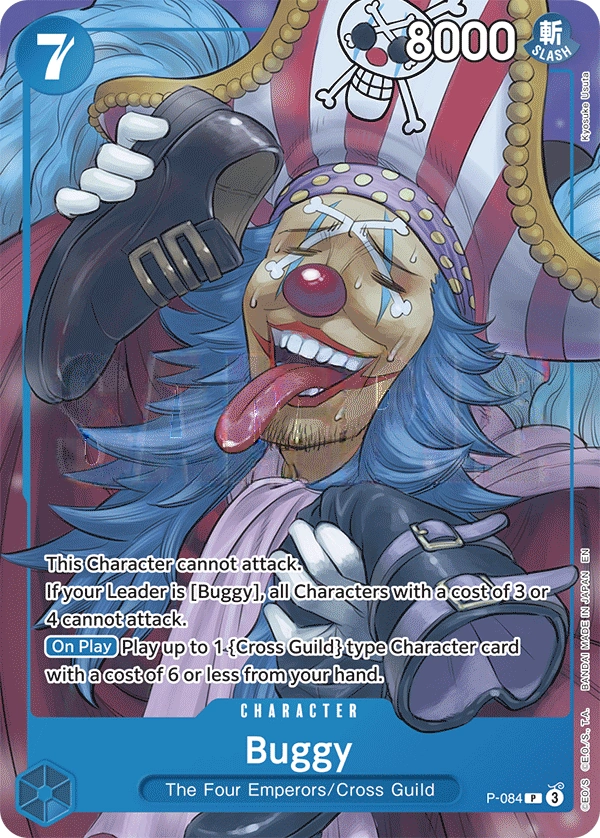 7
8000
斬
SLASH
Kyosuke Usuta
This Character cannot attack.
If your Leader is [Buggy], all Characters with a cost of 3 or
4 cannot attack.
On Play Play up to 1 {Cross Guild} type Character card
with a cost of 6 or less from your hand.
CHARACTER
Buggy
The Four Emperors/Cross Guild
P-084 P 3
©E.O./S., T.A. BANDAI MADE IN JAPAN EN